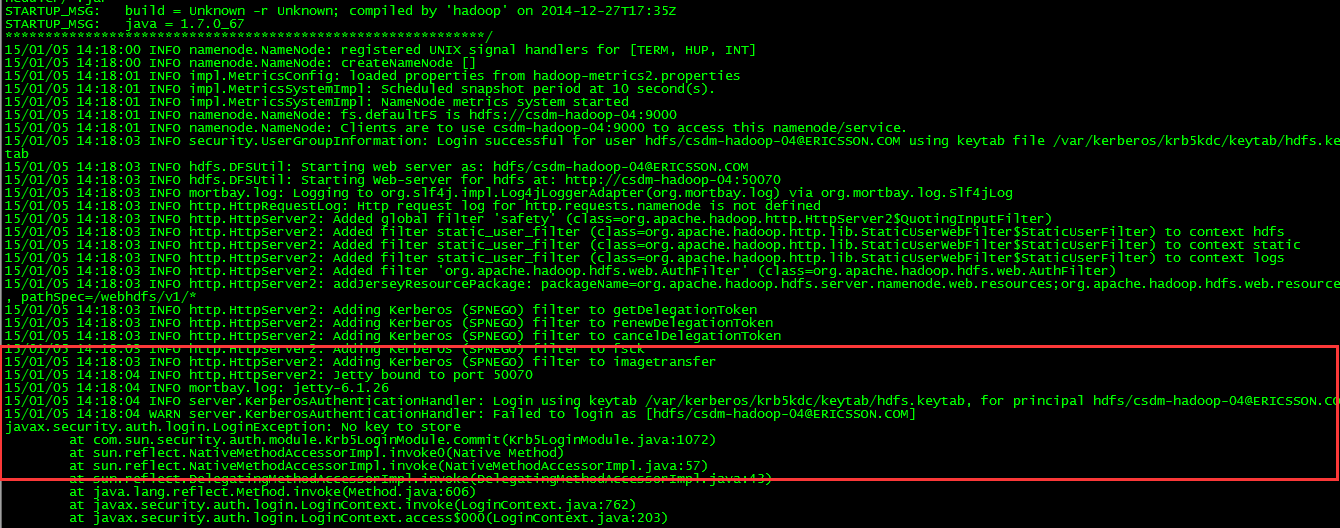 STARTUP_MSG:   build = Unknown -r Unknown; compiled by 'hadoop' on 2014-12-27T17:35Z
STARTUP_MSG:   java = 1.7.0_67
************************************************************/
15/01/05 14:18:00 INFO namenode.NameNode: registered UNIX signal handlers for [TERM, HUP, INT]
15/01/05 14:18:00 INFO namenode.NameNode: createNameNode []
15/01/05 14:18:01 INFO impl.MetricsConfig: loaded properties from hadoop-metrics2.properties
15/01/05 14:18:01 INFO impl.MetricsSystemImpl: Scheduled snapshot period at 10 second(s).
15/01/05 14:18:01 INFO impl.MetricsSystemImpl: NameNode metrics system started
15/01/05 14:18:01 INFO namenode.NameNode: fs.defaultFS is hdfs://csdm-hadoop-04:9000
15/01/05 14:18:01 INFO namenode.NameNode: Clients are to use csdm-hadoop-04:9000 to access this namenode/service.
15/01/05 14:18:03 INFO security.UserGroupInformation: Login successful for user hdfs/csdm-hadoop-04@ERICSSON.COM using keytab file /var/kerberos/krb5kdc/keytab/hdfs.key
tab
15/01/05 14:18:03 INFO hdfs.DFSUtil: Starting web server as: hdfs/csdm-hadoop-04@ERICSSON.COM
15/01/05 14:18:03 INFO hdfs.DFSUtil: Starting Web-server for hdfs at: http://csdm-hadoop-04:50070
15/01/05 14:18:03 INFO mortbay.log: Logging to org.slf4j.impl.Log4jLoggerAdapter(org.mortbay.log) via org.mortbay.log.Slf4jLog
15/01/05 14:18:03 INFO http.HttpRequestLog: Http request log for http.requests.namenode is not defined
15/01/05 14:18:03 INFO http.HttpServer2: Added global filter 'safety' (class=org.apache.hadoop.http.HttpServer2$QuotingInputFilter)
15/01/05 14:18:03 INFO http.HttpServer2: Added filter static_user_filter (class=org.apache.hadoop.http.lib.StaticUserWebFilter$StaticUserFilter) to context hdfs
15/01/05 14:18:03 INFO http.HttpServer2: Added filter static_user_filter (class=org.apache.hadoop.http.lib.StaticUserWebFilter$StaticUserFilter) to context static
15/01/05 14:18:03 INFO http.HttpServer2: Added filter static_user_filter (class=org.apache.hadoop.http.lib.StaticUserWebFilter$StaticUserFilter) to context logs
15/01/05 14:18:03 INFO http.HttpServer2: Added filter 'org.apache.hadoop.hdfs.web.AuthFilter' (class=org.apache.hadoop.hdfs.web.AuthFilter)
15/01/05 14:18:03 INFO http.HttpServer2: addJerseyResourcePackage: packageName=org.apache.hadoop.hdfs.server.namenode.web.resources;org.apache.hadoop.hdfs.web.resource
, pathSpec=/webhdfs/v1/*
15/01/05 14:18:03 INFO http.HttpServer2: Adding Kerberos (SPNEGO) filter to getDelegationToken
15/01/05 14:18:03 INFO http.HttpServer2: Adding Kerberos (SPNEGO) filter to renewDelegationToken
15/01/05 14:18:03 INFO http.HttpServer2: Adding Kerberos (SPNEGO) filter to cancelDelegationToken
15/01/05 14:18:03 INFO http.HttpServer2: Adding Kerberos (SPNEGO) filter to fsck
15/01/05 14:18:03 INFO http.HttpServer2: Adding Kerberos (SPNEGO) filter to imagetransfer
15/01/05 14:18:04 INFO http.HttpServer2: Jetty bound to port 50070
15/01/05 14:18:04 INFO mortbay.log: jetty-6.1.26
15/01/05 14:18:04 INFO server.KerberosAuthenticationHandler: Login using keytab /var/kerberos/krb5kdc/keytab/hdfs.keytab, for principal hdfs/csdm-hadoop-04@ERICSSON.CO
15/01/05 14:18:04 WARN server.KerberosAuthenticationHandler: Failed to login as [hdfs/csdm-hadoop-04@ERICSSON.COM]
javax.security.auth.login.LoginException: No key to store
        at com.sun.security.auth.module.Krb5LoginModule.commit(Krb5LoginModule.java:1072)
        at sun.reflect.NativeMethodAccessorImpl.invoke0(Native Method)
        at sun.reflect.NativeMethodAccessorImpl.invoke(NativeMethodAccessorImpl.java:57)
        at sun.reflect.DelegatingMethodAccessorImpl.invoke(DelegatingMethodAccessorImpl.java:43)
        at java.lang.reflect.Method.invoke(Method.java:606)
        at javax.security.auth.login.LoginContext.invoke(LoginContext.java:762)
        at javax.security.auth.login.LoginContext.access$000(LoginContext.java:203)